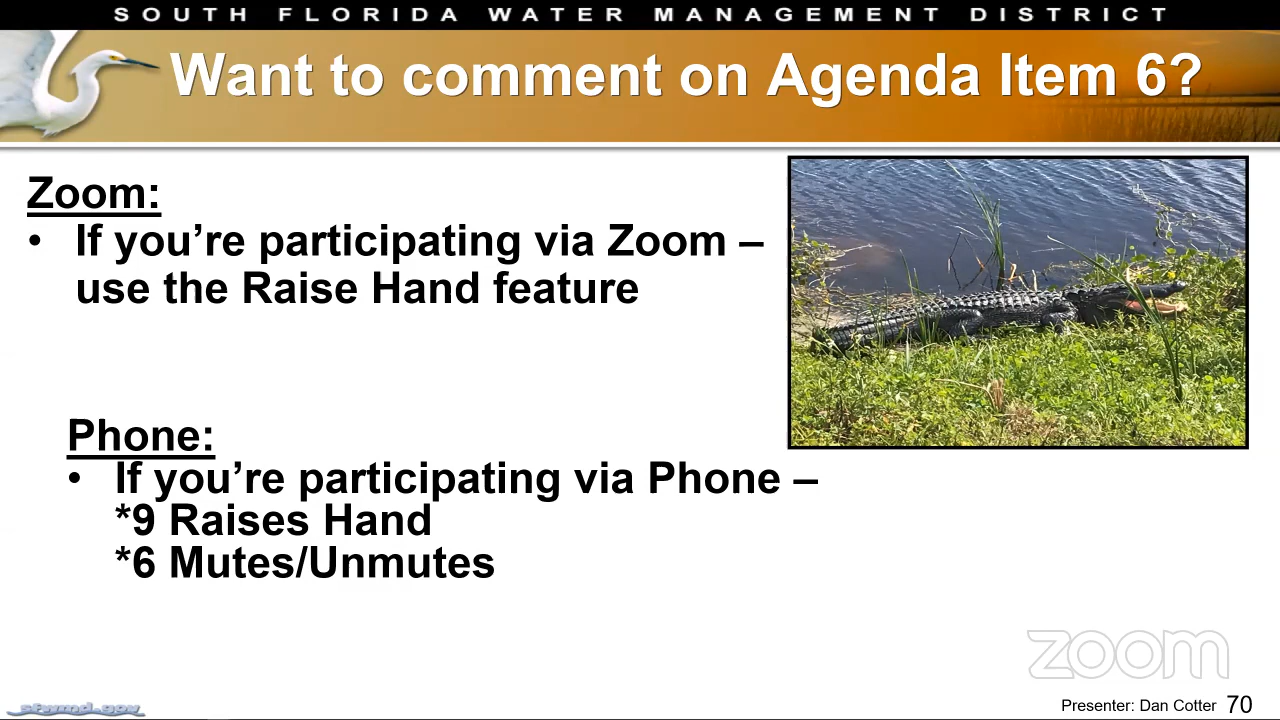 SOUTH FLORIDA WATER MANAGEMENT DISTRICT
Want to comment on Agenda Item 6?
Zoom:
• If you’re participating via Zoom –
use the Raise Hand feature
Phone:
• If you’re participating via Phone –
*9 Raises Hand
*6 Mutes/Unmutes
zoom
sfwmd.gov
Presenter: Dan Cotter 70